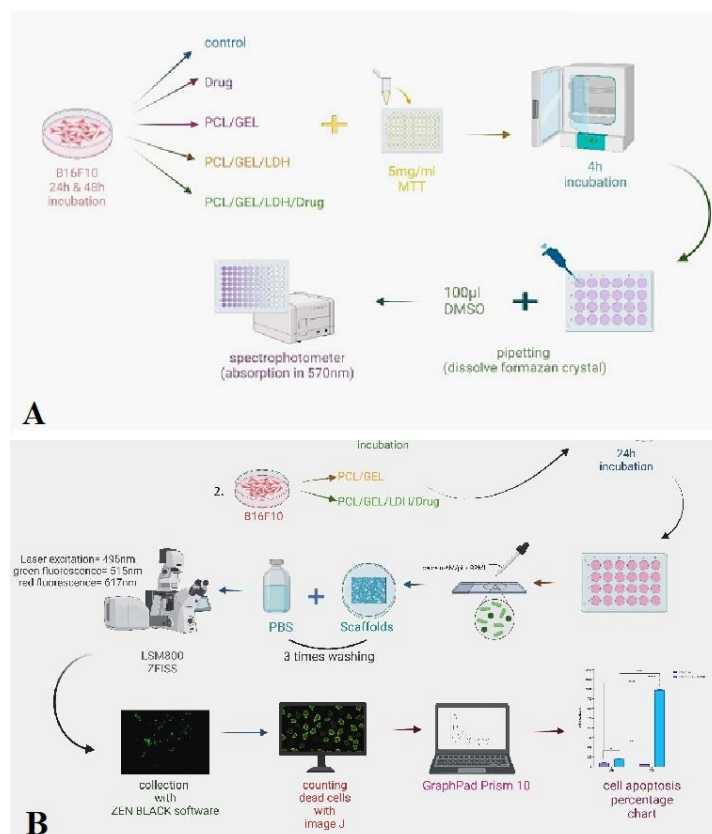 control
Drug
PCL/GEL
PCL/GEL/LDH
PCL/GEL/LDH/Drug
B16F10
24h & 48h
incubation
5mg/ml
MTT
4h
incubation
100µl
DMSO
pipetting
(dissolve formazan crystal)
spectrophotometer
(absorption in 570nm)
A
incubation
24h
incubation
2.
PCL/GEL
PCL/GEL/LDH/Drug
B16F10
Laser excitation= 495nm
green fluorescence= 515nm
red fluorescence= 617nm
LSM800
ZEISS
PBS
Scaffolds
3 times washing
collection
with
ZEN BLACK software
counting
dead cells
with
image J
GraphPad Prism 10
cell apoptosis
percentage
chart
B